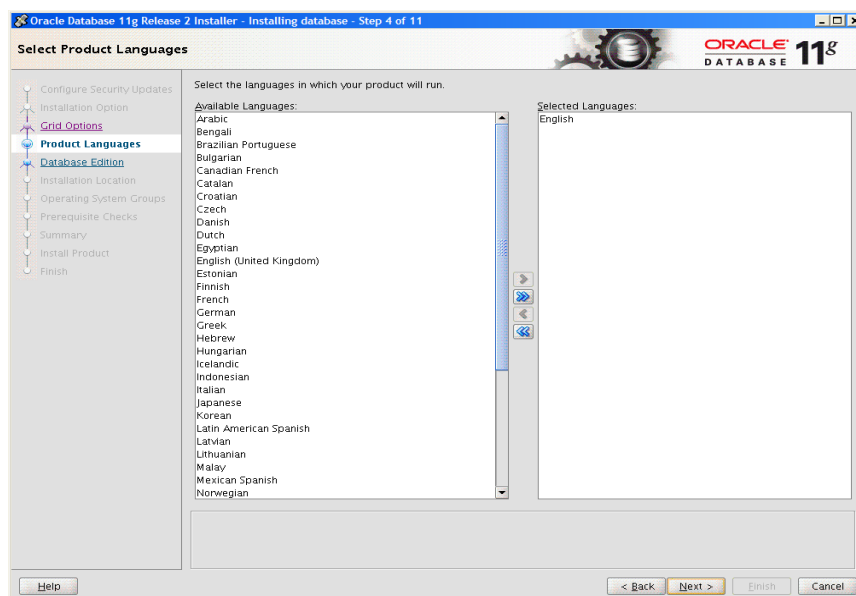 Oracle Database 11g Release 2 Installer - Installing database - Step 4 of 11
Select Product Languages
ORACLE DATABASE 11g
Configure Security Updates
Installation Option
Grid Options
Product Languages
Database Edition
Installation Location
Operating System Groups
Prerequisite Checks
Summary
Install Product
Finish
Select the languages in which your product will run.
Available Languages:
Arabic
Bengali
Brazilian Portuguese
Bulgarian
Canadian French
Catalan
Croatian
Czech
Danish
Dutch
Egyptian
English (United Kingdom)
Estonian
Finnish
French
German
Greek
Hebrew
Hungarian
Icelandic
Indonesian
Italian
Japanese
Korean
Latin American Spanish
Latvian
Lithuanian
Malay
Mexican Spanish
Norwegian
Selected Languages:
English
Help
< Back
Next >
Finish
Cancel